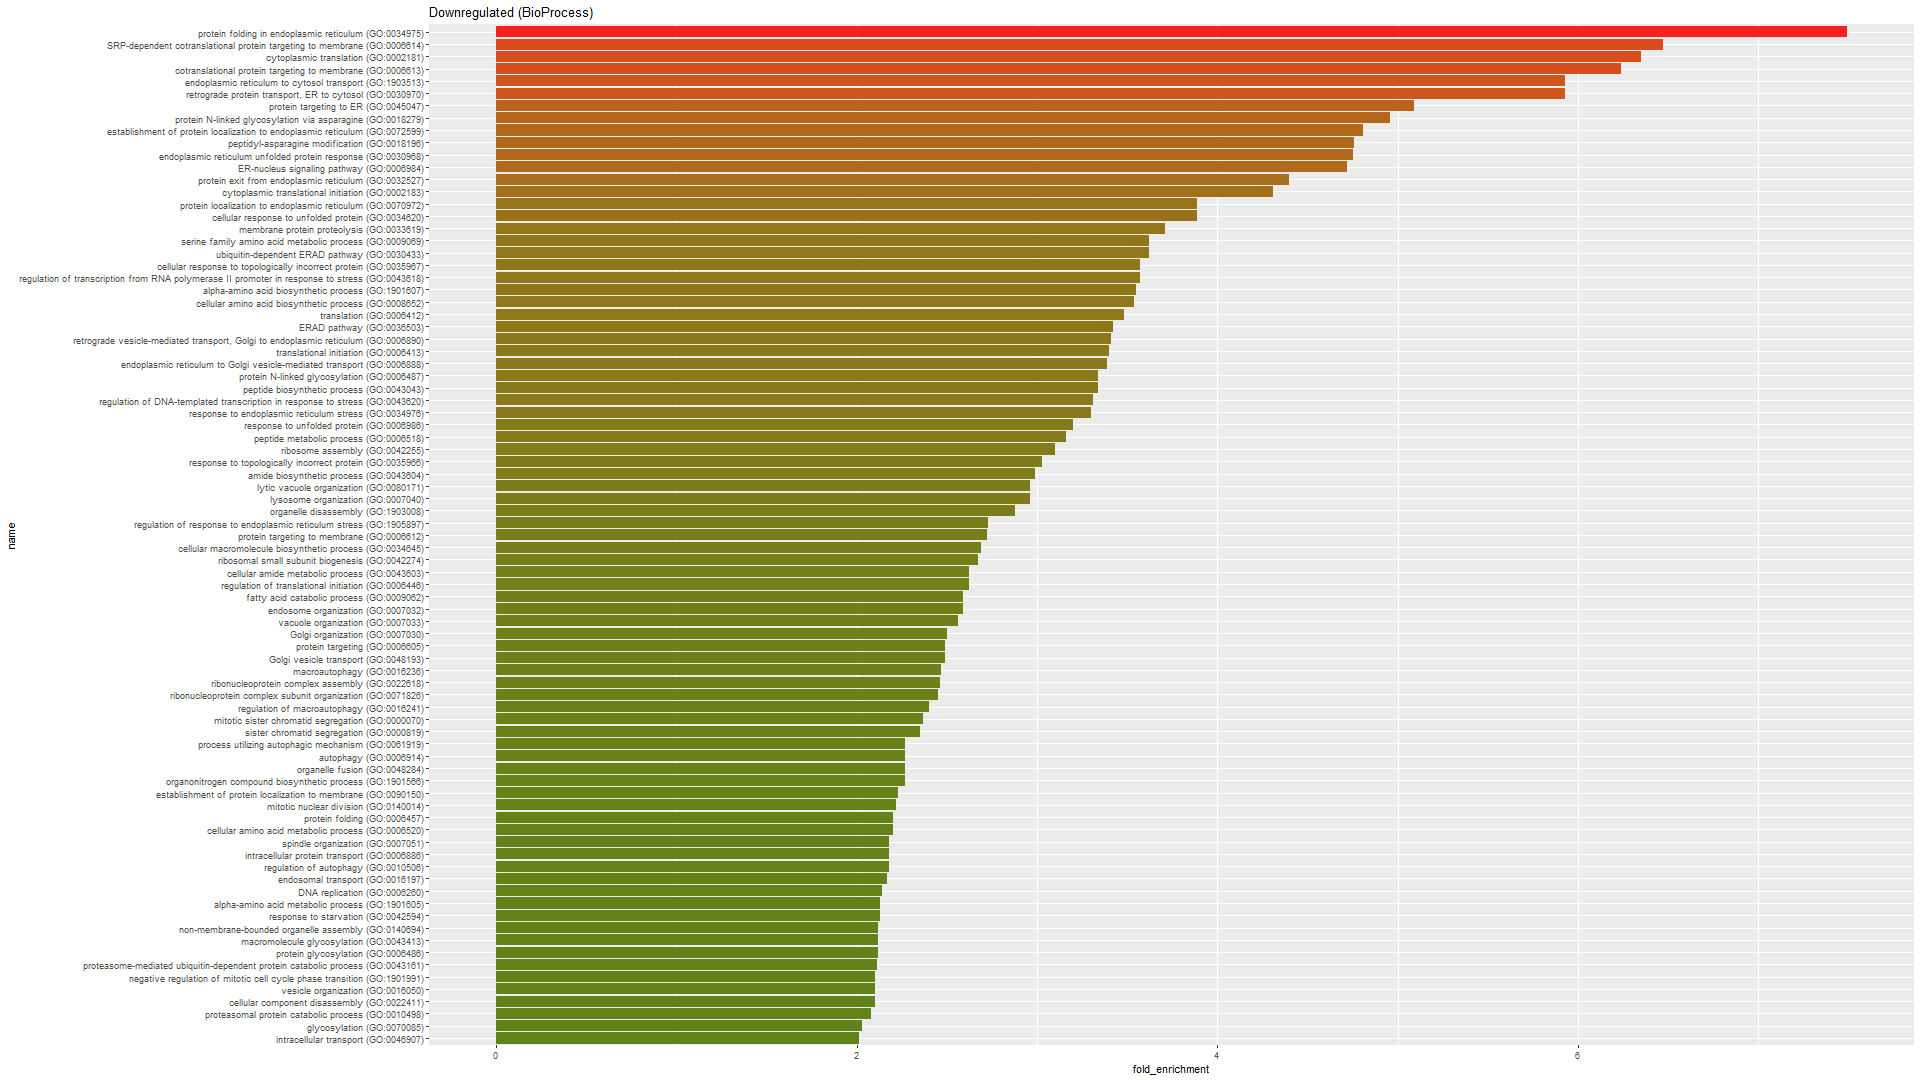 Downregulated (BioProcess)
protein folding in endoplasmic reticulum (GO:0034975)
SRP-dependent cotranslational protein targeting to membrane (GO:0006614)
cytoplasmic translation (GO:0002181)
cotranslational protein targeting to membrane (GO:0006613)
endoplasmic reticulum to cytosol transport (GO:1903513)
retrograde protein transport, ER to cytosol (GO:0030970)
protein targeting to ER (GO:0045047)
protein N-linked glycosylation via asparagine (GO:0018279)
establishment of protein localization to endoplasmic reticulum (GO:0072599)
peptidyl-asparagine modification (GO:0018196)
endoplasmic reticulum unfolded protein response (GO:0030968)
ER-nucleus signaling pathway (GO:0006984)
protein exit from endoplasmic reticulum (GO:0032527)
cytoplasmic translational initiation (GO:0002183)
protein localization to endoplasmic reticulum (GO:0070972)
cellular response to unfolded protein (GO:0034620)
membrane protein proteolysis (GO:0033619)
serine family amino acid metabolic process (GO:0009069)
ubiquitin-dependent ERAD pathway (GO:0030433)
cellular response to topologically incorrect protein (GO:0035967)
regulation of transcription from RNA polymerase II promoter in response to stress (GO:0043618)
alpha-amino acid biosynthetic process (GO:1901607)
cellular amino acid biosynthetic process (GO:0008652)
translation (GO:0006412)
ERAD pathway (GO:0036503)
retrograde vesicle-mediated transport, Golgi to endoplasmic reticulum (GO:0006890)
translational initiation (GO:0006413)
endoplasmic reticulum to Golgi vesicle-mediated transport (GO:0006888)
protein N-linked glycosylation (GO:0006487)
peptide biosynthetic process (GO:0043043)
regulation of DNA-templated transcription in response to stress (GO:0043620)
response to endoplasmic reticulum stress (GO:0034976)
response to unfolded protein (GO:0006986)
peptide metabolic process (GO:0006518)
ribosome assembly (GO:0042255)
response to topologically incorrect protein (GO:0035966)
amide biosynthetic process (GO:0043604)
lytic vacuole organization (GO:0080171)
lysosome organization (GO:0007040)
organelle disassembly (GO:1903008)
regulation of response to endoplasmic reticulum stress (GO:1905897)
protein targeting to membrane (GO:0006612)
cellular macromolecule biosynthetic process (GO:0034645)
ribosomal small subunit biogenesis (GO:0042274)
cellular amide metabolic process (GO:0043603)
regulation of translational initiation (GO:0006446)
fatty acid catabolic process (GO:0009062)
endosome organization (GO:0007032)
vacuole organization (GO:0007033)
Golgi organization (GO:0007030)
protein targeting (GO:0006605)
Golgi vesicle transport (GO:0048193)
macroautophagy (GO:0016236)
ribonucleoprotein complex assembly (GO:0022618)
ribonucleoprotein complex subunit organization (GO:0071826)
regulation of macroautophagy (GO:0016241)
mitotic sister chromatid segregation (GO:0000070)
sister chromatid segregation (GO:0000819)
process utilizing autophagic mechanism (GO:0061919)
autophagy (GO:0006914)
organelle fusion (GO:0048284)
organonitrogen compound biosynthetic process (GO:1901566)
establishment of protein localization to membrane (GO:0090150)
mitotic nuclear division (GO:0140014)
protein folding (GO:0006457)
cellular amino acid metabolic process (GO:0006520)
spindle organization (GO:0007051)
intracellular protein transport (GO:0006886)
regulation of autophagy (GO:0010506)
endosomal transport (GO:0016197)
DNA replication (GO:0006260)
alpha-amino acid metabolic process (GO:1901605)
response to starvation (GO:0042594)
non-membrane-bounded organelle assembly (GO:0140694)
macromolecule glycosylation (GO:0043413)
protein glycosylation (GO:0006486)
proteasome-mediated ubiquitin-dependent protein catabolic process (GO:0043161)
negative regulation of mitotic cell cycle phase transition (GO:1901991)
vesicle organization (GO:0016050)
cellular component disassembly (GO:0022411)
proteasomal protein catabolic process (GO:0010498)
glycosylation (GO:0070085)
intracellular transport (GO:0046907)
name
0 2 4 6
fold_enrichment